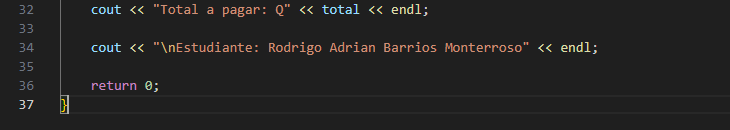 32 cout << "Total a pagar: Q" << total << endl;
33
34 cout << "\nEstudiante: Rodrigo Adrian Barrios Monterroso" << endl;
35
36 return 0;
37 }